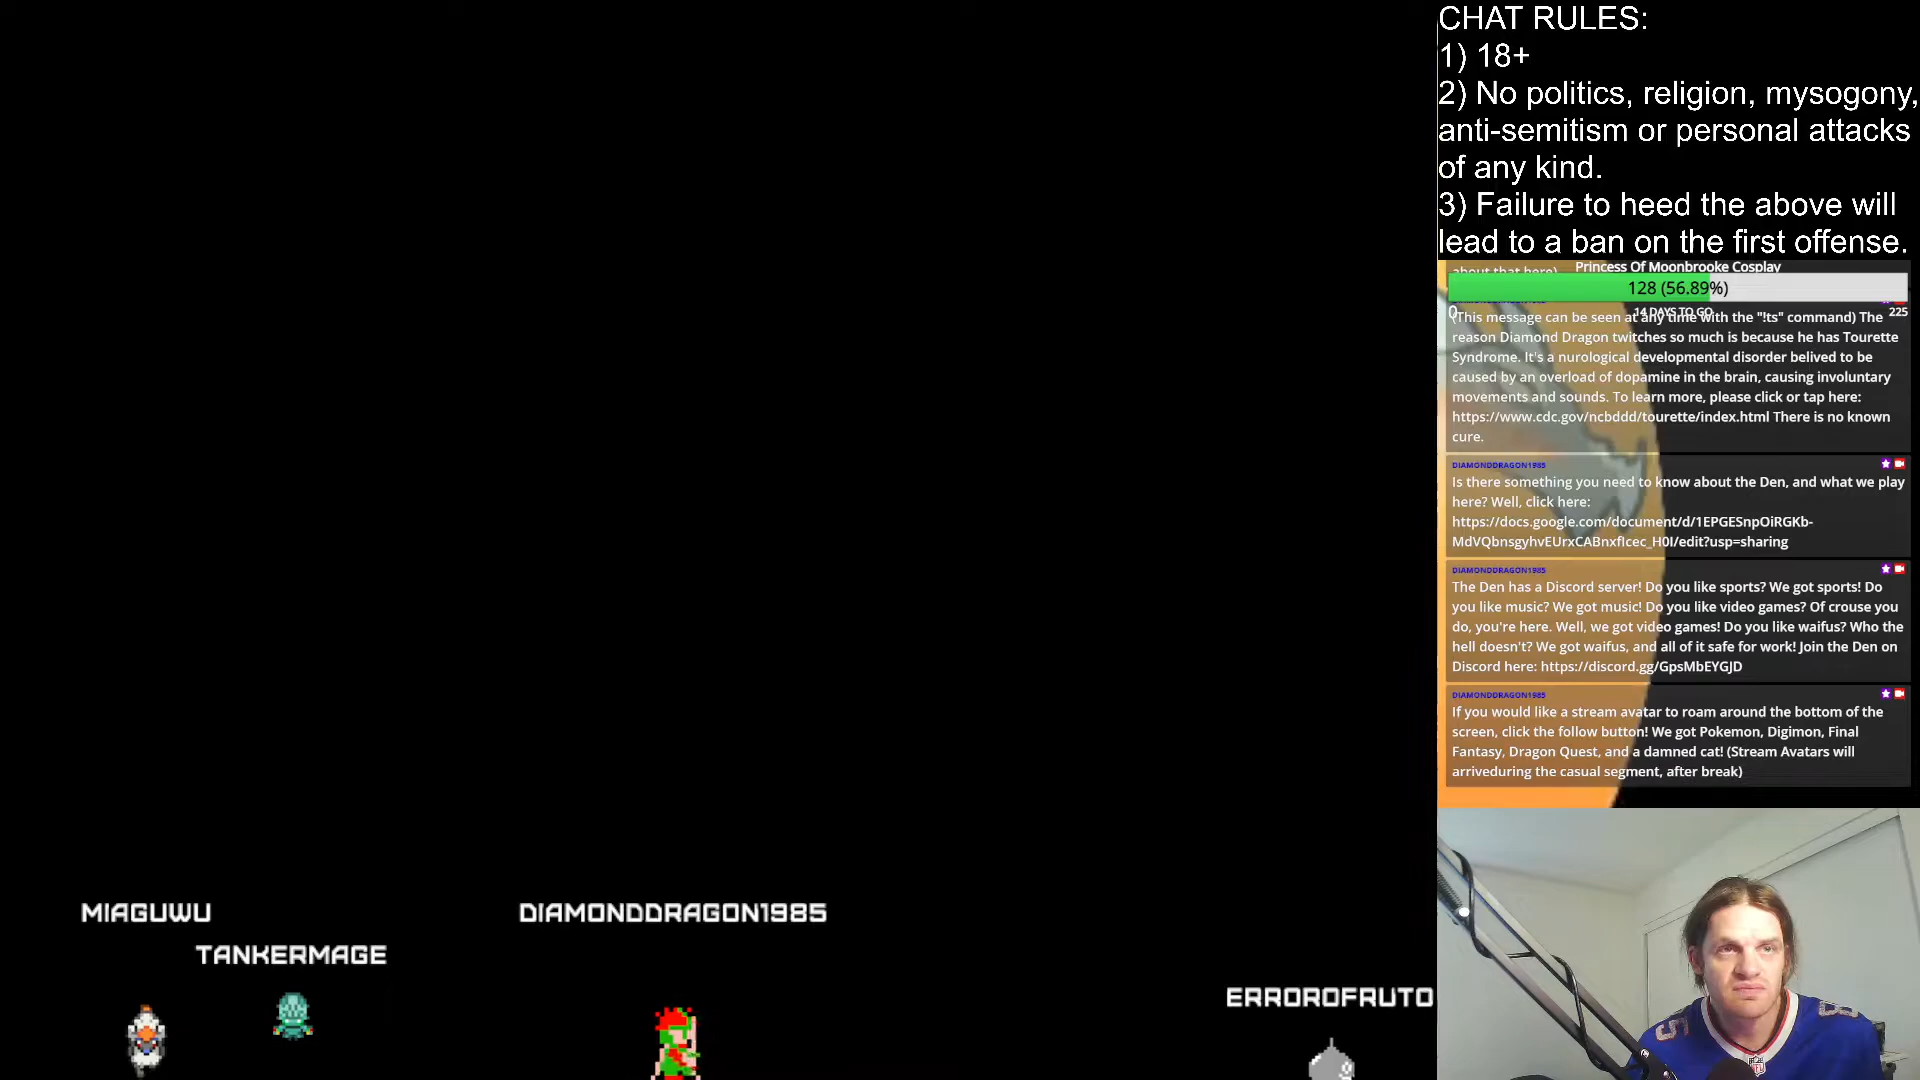 CHAT RULES:
1) 18+
2) No politics, religion, mysogony,
anti-semitism or personal attacks
of any kind.
3) Failure to heed the above will
lead to a ban on the first offense.
about that here)
Princess Of Moonbrooke Cosplay
128 (56.89%)
0
14 DAYS TO GO
225
(This message can be seen at any time with the "!ts" command) The
reason Diamond Dragon twitches so much is because he has Tourette
Syndrome. It's a nurological developmental disorder belived to be
caused by an overload of dopamine in the brain, causing involuntary
movements and sounds. To learn more, please click or tap here:
https://www.cdc.gov/ncbddd/tourette/index.html There is no known
cure.
DIAMONDDRAGON1985
Is there something you need to know about the Den, and what we play
here? Well, click here:
https://docs.google.com/document/d/1EPGESnpOiRGKb-
MdVQbnsgyhvEUrxCABnxfIcec_H0I/edit?usp=sharing
DIAMONDDRAGON1985
The Den has a Discord server! Do you like sports? We got sports! Do
you like music? We got music! Do you like video games? Of crouse you
do, you're here. Well, we got video games! Do you like waifus? Who the
hell doesn't? We got waifus, and all of it safe for work! Join the Den on
Discord here: https://discord.gg/GpsMbEYGJD
DIAMONDDRAGON1985
If you would like a stream avatar to roam around the bottom of the
screen, click the follow button! We got Pokemon, Digimon, Final
Fantasy, Dragon Quest, and a damned cat! (Stream Avatars will
arriveduring the casual segment, after break)
MIAGUWU
TANKERMAGE
DIAMONDDRAGON1985
ERROROFRUTO